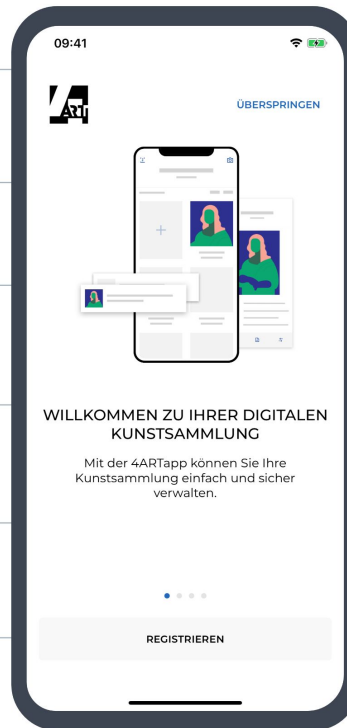 09:41
4ART
ÜBERSPRINGEN
WILLKOMMEN ZU IHRER DIGITALEN
KUNSTSAMMLUNG
Mit der 4ARTapp können Sie Ihre
Kunstsammlung einfach und sicher
verwalten.
REGISTRIEREN